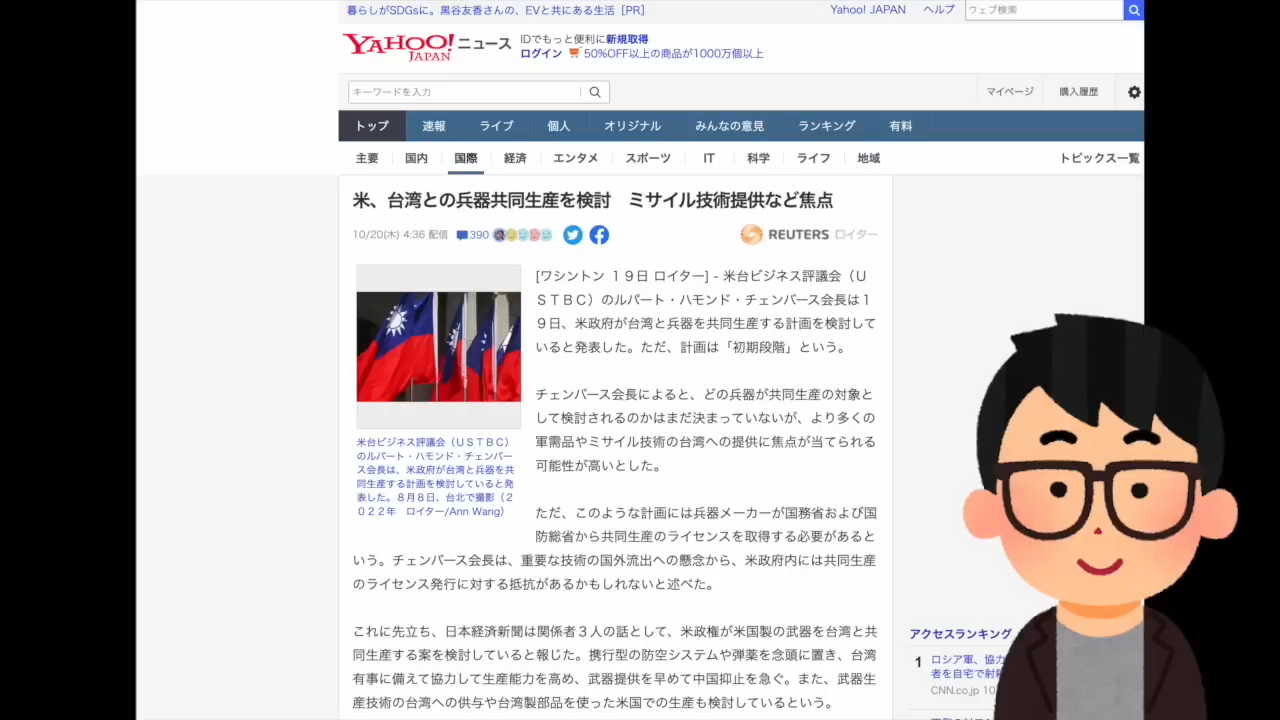 暮らしがSDGsに。黒谷友香さんの、EVと共にある生活［PR］
Yahoo! JAPAN ヘルプ
ウェブ検索
YAHOO! JAPAN ニュース
IDでもっと便利に新規取得
ログイン 50%OFF以上の商品が1000万個以上
キーワードを入力
マイページ 購入履歴
トップ 速報 ライブ 個人 オリジナル みんなの意見 ランキング 有料
主要 国内 国際 経済 エンタメ スポーツ IT 科学 ライフ 地域 トピックス一覧
米、台湾との兵器共同生産を検討　ミサイル技術提供など焦点
10/20(木) 4:36 配信 390
REUTERS ロイター
[ワシントン １９日 ロイター] - 米台ビジネス評議会（Ｕ
ＳＴＢＣ）のルパート・ハモンド・チェンバース会長は１
９日、米政府が台湾と兵器を共同生産する計画を検討して
いると発表した。ただ、計画は「初期段階」という。
チェンバース会長によると、どの兵器が共同生産の対象と
して検討されるのかはまだ決まっていないが、より多くの
軍需品やミサイル技術の台湾への提供に焦点が当てられる
可能性が高いとした。
米台ビジネス評議会（ＵＳＴＢＣ）
のルパート・ハモンド・チェンバー
ス会長は、米政府が台湾と兵器を共
同生産する計画を検討していると発
表した。８月８日、台北で撮影（２
０２２年　ロイター/Ann Wang）
ただ、このような計画には兵器メーカーが国務省および国
防総省から共同生産のライセンスを取得する必要があると
いう。チェンバース会長は、重要な技術の国外流出への懸念から、米政府内には共同生産
のライセンス発行に対する抵抗があるかもしれないと述べた。
これに先立ち、日本経済新聞は関係者３人の話として、米政権が米国製の武器を台湾と共
同生産する案を検討していると報じた。携行型の防空システムや弾薬を念頭に置き、台湾
有事に備えて協力して生産能力を高め、武器提供を早めて中国抑止を急ぐ。また、武器生
産技術の台湾への供与や台湾製部品を使った米国での生産も検討しているという。
アクセスランキング
1 ロシア軍、協力
者を自宅で射殺
CNN.co.jp 10